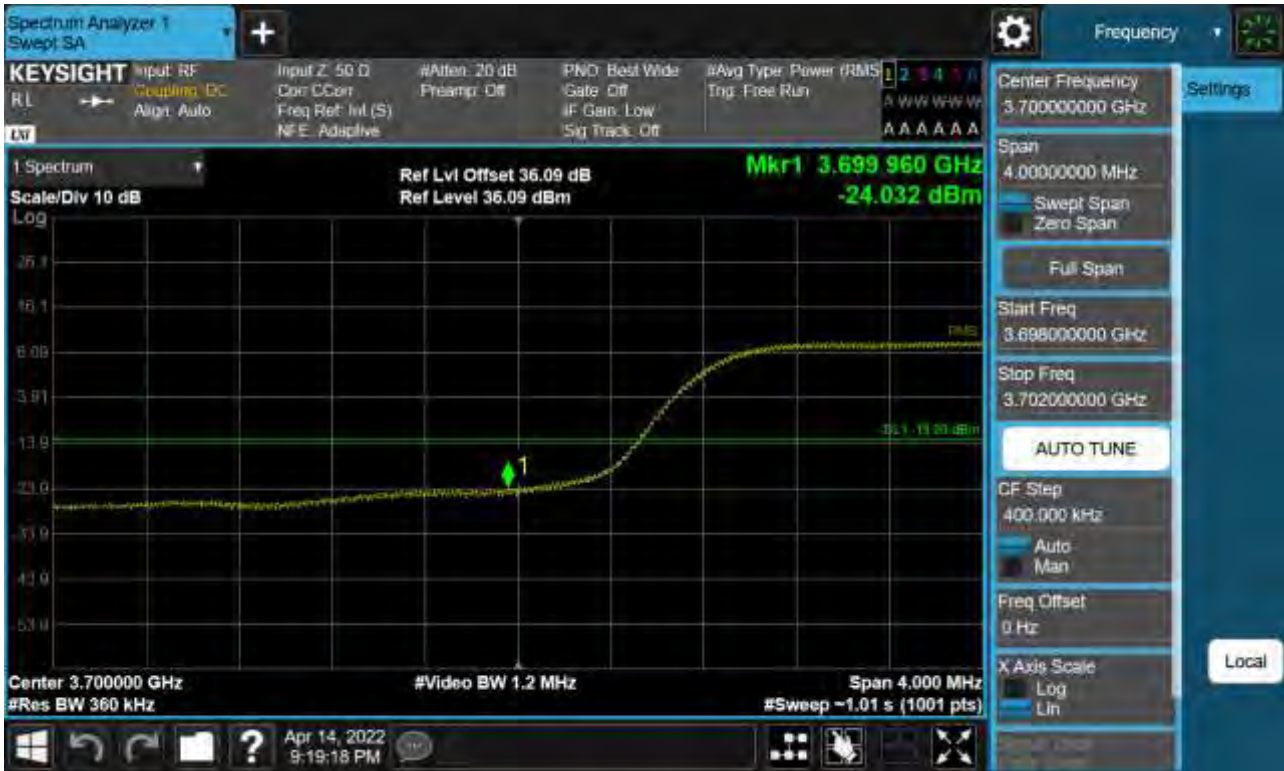 Spectrum Analyzer 1
Swept SA
+
Frequency
KEYSIGHT
RL
Input: RF
Coupling: DC
Align: Auto
Input Z: 50 Ω
Corr CCorr
Freq Ref: Int (S)
NFE: Adaptive
#Atten: 20 dB
Preamp: Off
PNO: Best Wide
Gate: Off
IF Gain: Low
Sig Track: Off
#Avg Type: Power (RMS
Trig: Free Run
1 2 3 4 5 6
A W W W W W
A A A A A A
1 Spectrum
Scale/Div 10 dB
Log
Ref Lvl Offset 36.09 dB
Ref Level 36.09 dBm
Mkr1 3.699 960 GHz
-24.032 dBm
26.1
16.1
6.09
-3.91
-13.9
-23.9
-33.9
-43.9
-53.9
RMS
DL1 -13.00 dBm
1
Center 3.700000 GHz
#Res BW 360 kHz
#Video BW 1.2 MHz
Span 4.000 MHz
#Sweep ~1.01 s (1001 pts)
Center Frequency
3.700000000 GHz
Span
4.00000000 MHz
Swept Span
Zero Span
Full Span
Start Freq
3.698000000 GHz
Stop Freq
3.702000000 GHz
AUTO TUNE
CF Step
400.000 kHz
Auto
Man
Freq Offset
0 Hz
X Axis Scale
Log
Lin
Settings
Local
?
Apr 14, 2022
9:19:18 PM